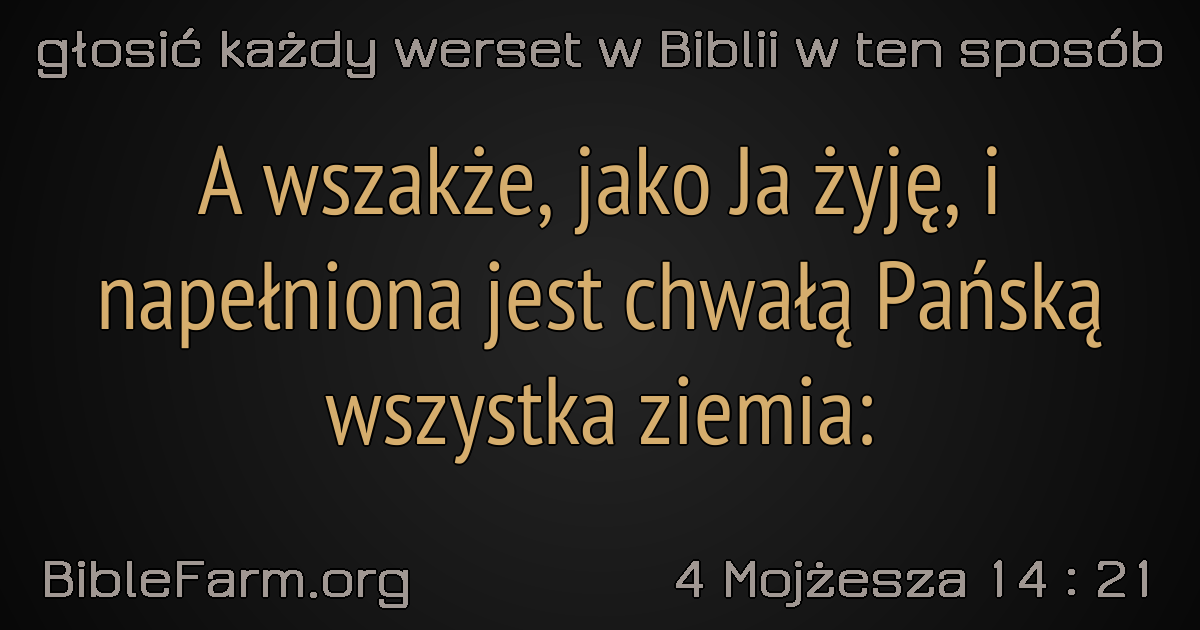 głosić każdy werset w Biblii w ten sposób
A wszakże, jako Ja żyję, i
napełniona jest chwałą Pańską
wszystka ziemia:
BibleFarm.org
4 Mojżesza 14 : 21